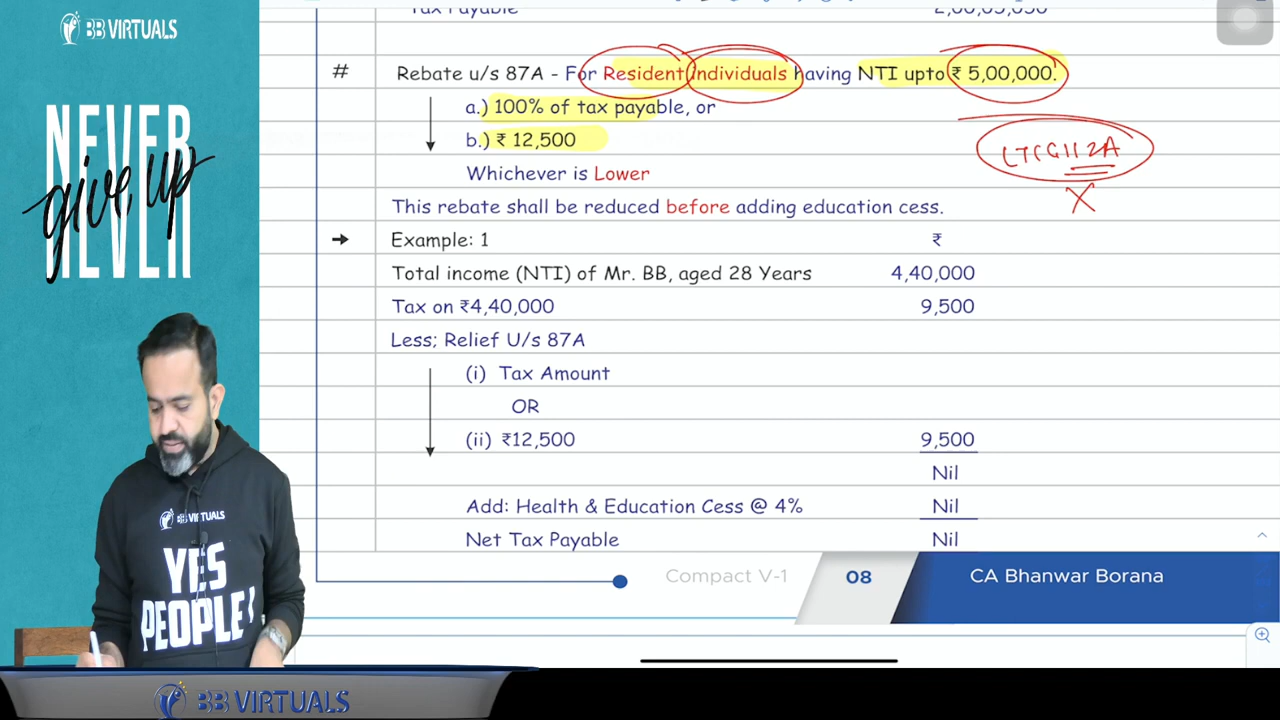 BB VIRTUALS
NEVER
give up
NEVER
Tax Payable
# Rebate u/s 87A - For Resident Individuals having NTI upto ₹ 5,00,000.
a.) 100% of tax payable, or
b.) ₹ 12,500
Whichever is Lower
LTCG112A
X
This rebate shall be reduced before adding education cess.
→ Example: 1 ₹
Total income (NTI) of Mr. BB, aged 28 Years 4,40,000
Tax on ₹4,40,000 9,500
Less; Relief U/s 87A
(i) Tax Amount
OR
(ii) ₹12,500 9,500
Nil
Add: Health & Education Cess @ 4% Nil
Net Tax Payable Nil
Compact V-1 08 CA Bhanwar Borana
BB VIRTUALS
YES
PEOPLE!
BB VIRTUALS